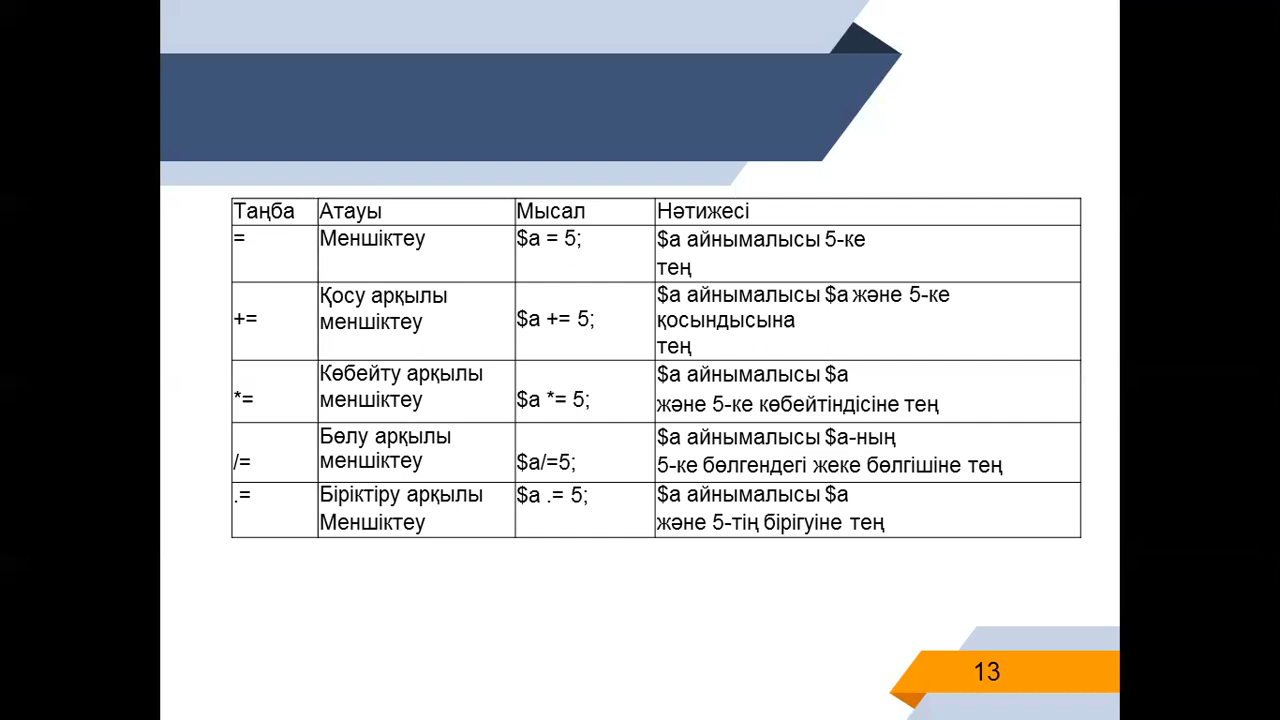 Таңба Атауы Мысал Нәтижесі
= Меншіктеу $a = 5; $a айнымалысы 5-ке
тең
+= Қосу арқылы
меншіктеу $a += 5; $a айнымалысы $a және 5-ке
қосындысына
тең
*= Көбейту арқылы
меншіктеу $a *= 5; $a айнымалысы $a
және 5-ке көбейтіндісіне тең
/= Бөлу арқылы
меншіктеу $a/=5; $a айнымалысы $a-ның
5-ке бөлгендегі жеке бөлгішіне тең
.= Біріктіру арқылы
Меншіктеу $a .= 5; $a айнымалысы $a
және 5-тің бірігуіне тең
13